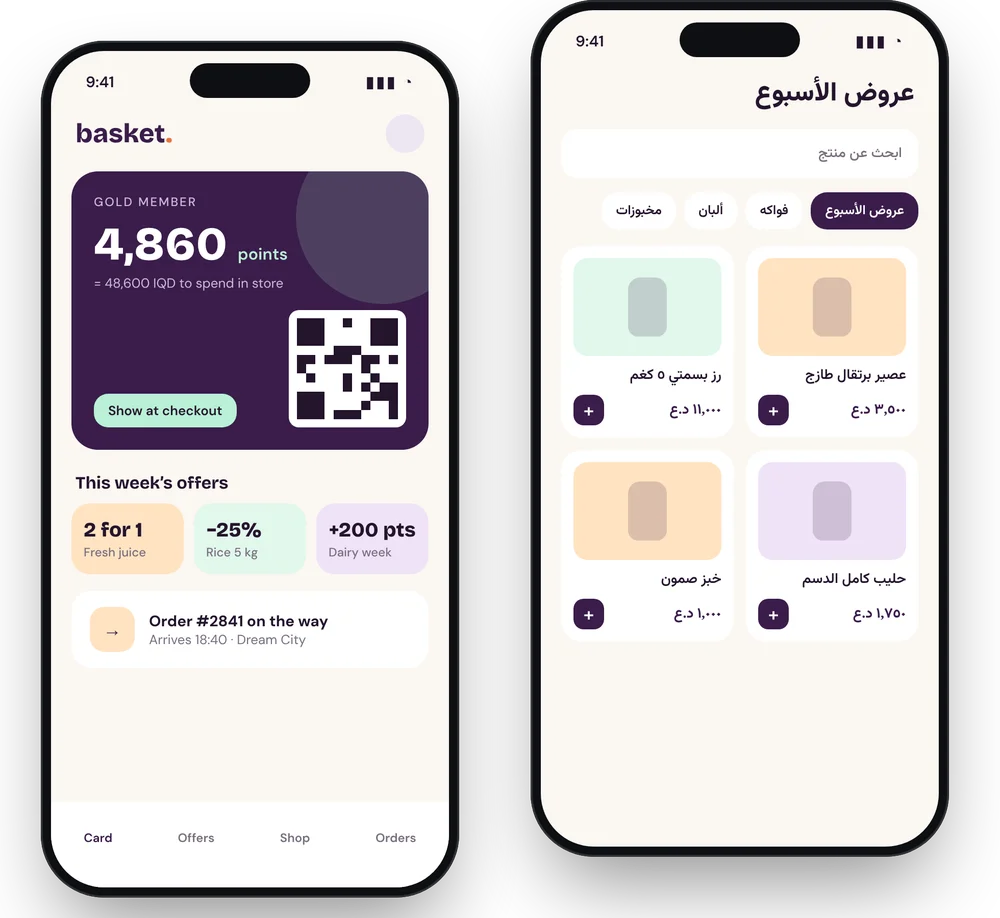 9:41
basket.
GOLD MEMBER
4,860 points
= 48,600 IQD to spend in store
Show at checkout
This week's offers
2 for 1
Fresh juice
-25%
Rice 5 kg
+200 pts
Dairy week
→
Order #2841 on the way
Arrives 18:40 · Dream City
Card
Offers
Shop
Orders
9:41
عروض الأسبوع
ابحث عن منتج
عروض الأسبوع
فواكه
ألبان
مخبوزات
عصير برتقال طازج
٣,٥٠٠ د.ع
+
رز بسمتي ٥ كغم
١١,٠٠٠ د.ع
+
حليب كامل الدسم
١,٧٥٠ د.ع
+
خبز صمون
١,٠٠٠ د.ع
+